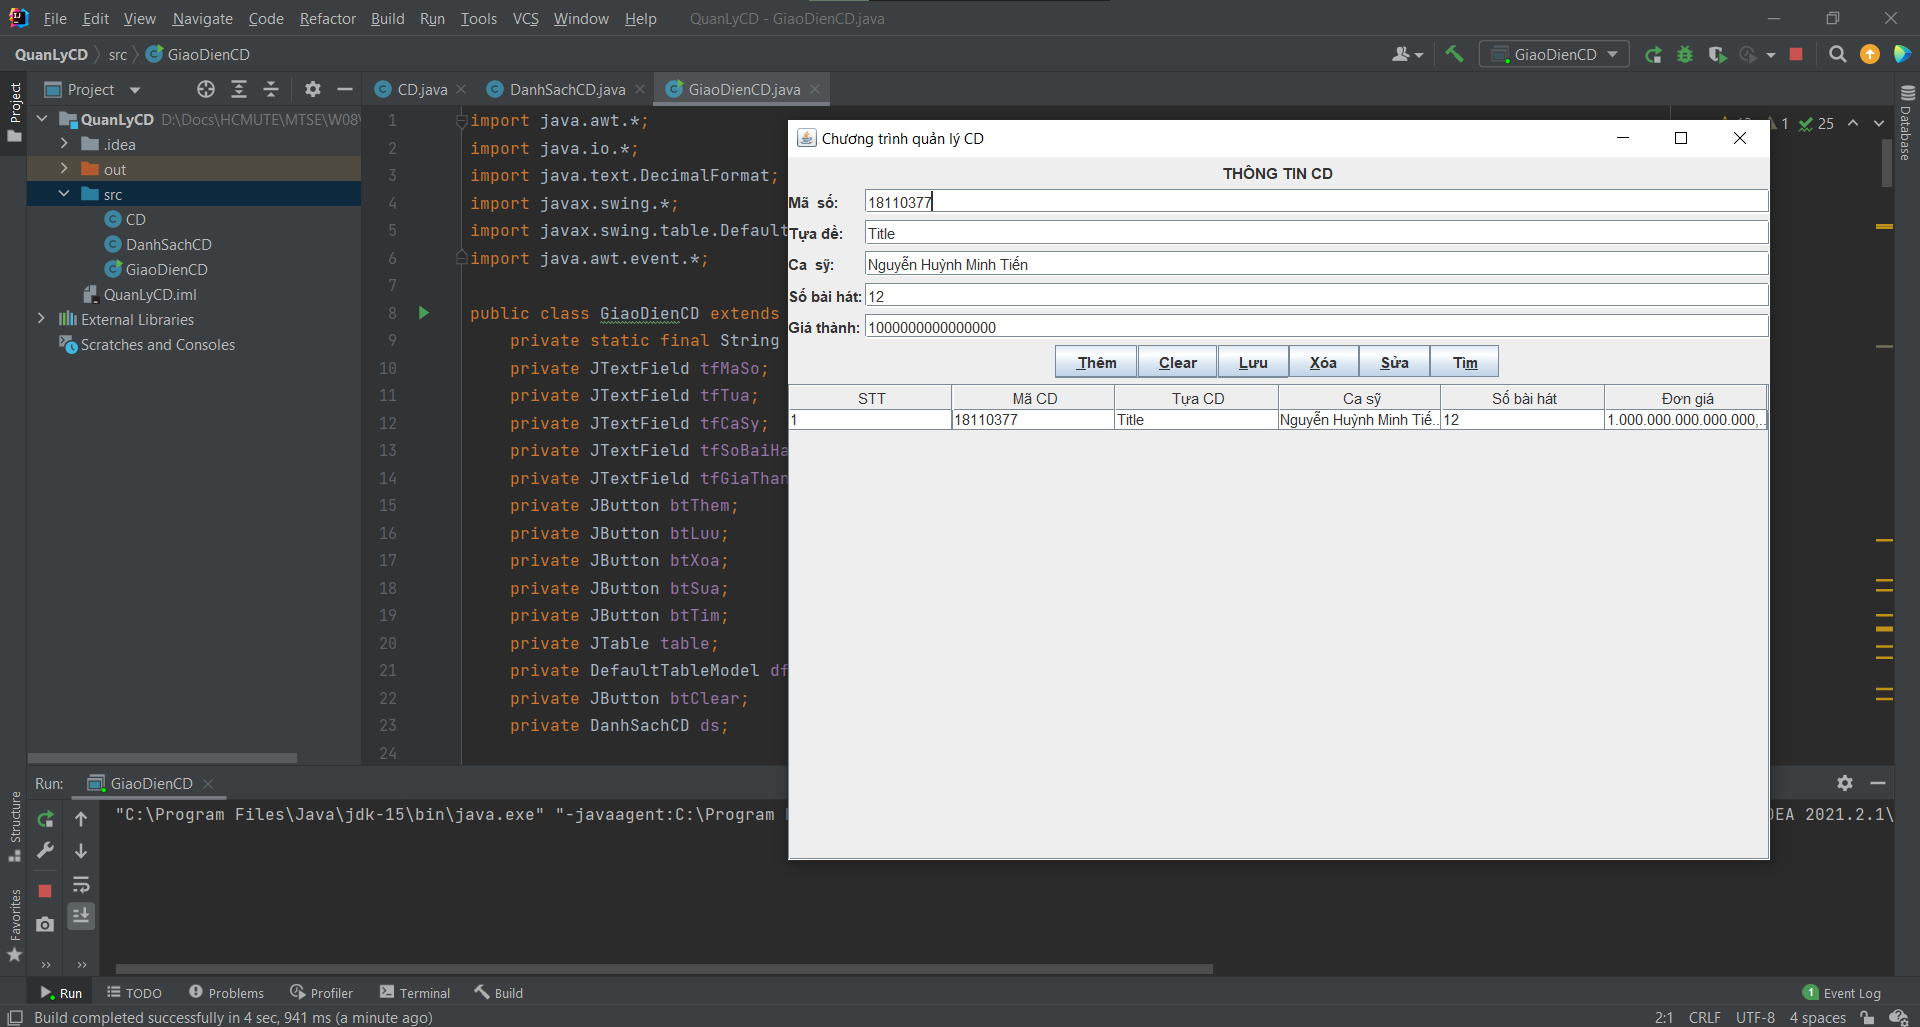 File Edit View Navigate Code Refactor Build Run Tools VCS Window Help QuanLyCD - GiaoDienCD.java
QuanLyCD src GiaoDienCD
GiaoDienCD
Project
CD.java DanhSachCD.java GiaoDienCD.java
Project
Structure
Favorites
Database
QuanLyCD D:\Docs\HCMUTE\MTSE\W08\
.idea
out
src
CD
DanhSachCD
GiaoDienCD
QuanLyCD.iml
External Libraries
Scratches and Consoles
1 import java.awt.*;
2 import java.io.*;
3 import java.text.DecimalFormat;
4 import javax.swing.*;
5 import javax.swing.table.Default
6 import java.awt.event.*;
7
8 public class GiaoDienCD extends
9 private static final String
10 private JTextField tfMaSo;
11 private JTextField tfTua;
12 private JTextField tfCaSy;
13 private JTextField tfSoBaiHa
14 private JTextField tfGiaThan
15 private JButton btThem;
16 private JButton btLuu;
17 private JButton btXoa;
18 private JButton btSua;
19 private JButton btTim;
20 private JTable table;
21 private DefaultTableModel df
22 private JButton btClear;
23 private DanhSachCD ds;
24
1 25
Chương trình quản lý CD
THÔNG TIN CD
Mã số: 18110377
Tựa đề: Title
Ca sỹ: Nguyễn Huỳnh Minh Tiến
Số bài hát: 12
Giá thành: 1000000000000000
Thêm Clear Lưu Xóa Sửa Tìm
STT Mã CD Tựa CD Ca sỹ Số bài hát Đơn giá
1 18110377 Title Nguyễn Huỳnh Minh Tiế.. 12 1.000.000.000.000.000,..
Run: GiaoDienCD
"C:\Program Files\Java\jdk-15\bin\java.exe" "-javaagent:C:\Program
DEA 2021.2.1\
Run TODO Problems Profiler Terminal Build
1 Event Log
Build completed successfully in 4 sec, 941 ms (a minute ago)
2:1 CRLF UTF-8 4 spaces